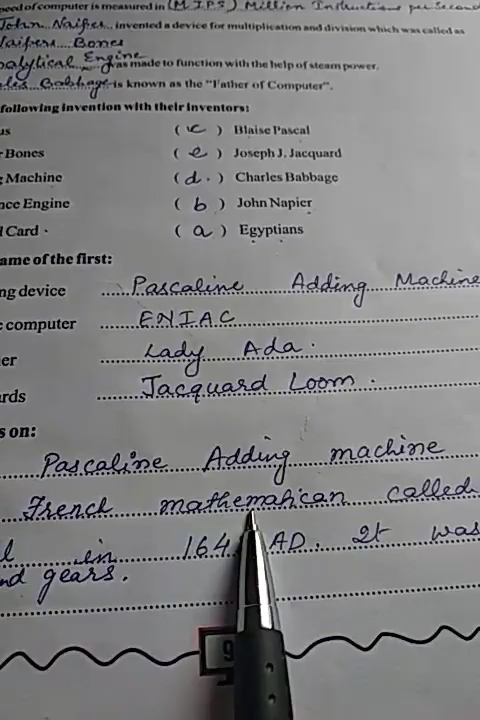 peed of computer is measured in (M.I.P.S) Million Instructions per Second
John Naiper invented a device for multiplication and division which was called as
Naipers Bones
nalytical Engine was made to function with the help of steam power.
les Babbage is known as the "Father of Computer".
following invention with their inventors:
us ( c ) Blaise Pascal
Bones ( e ) Joseph J. Jacquard
g Machine ( d. ) Charles Babbage
nce Engine ( b ) John Napier
d Card · ( a ) Egyptians
ame of the first:
ng device Pascaline Adding Machine
computer ENIAC
er Lady Ada.
rds Jacquard Loom.
s on:
Pascaline Adding machine
French mathematican called
l in 164 AD. It was
nd gears.
9